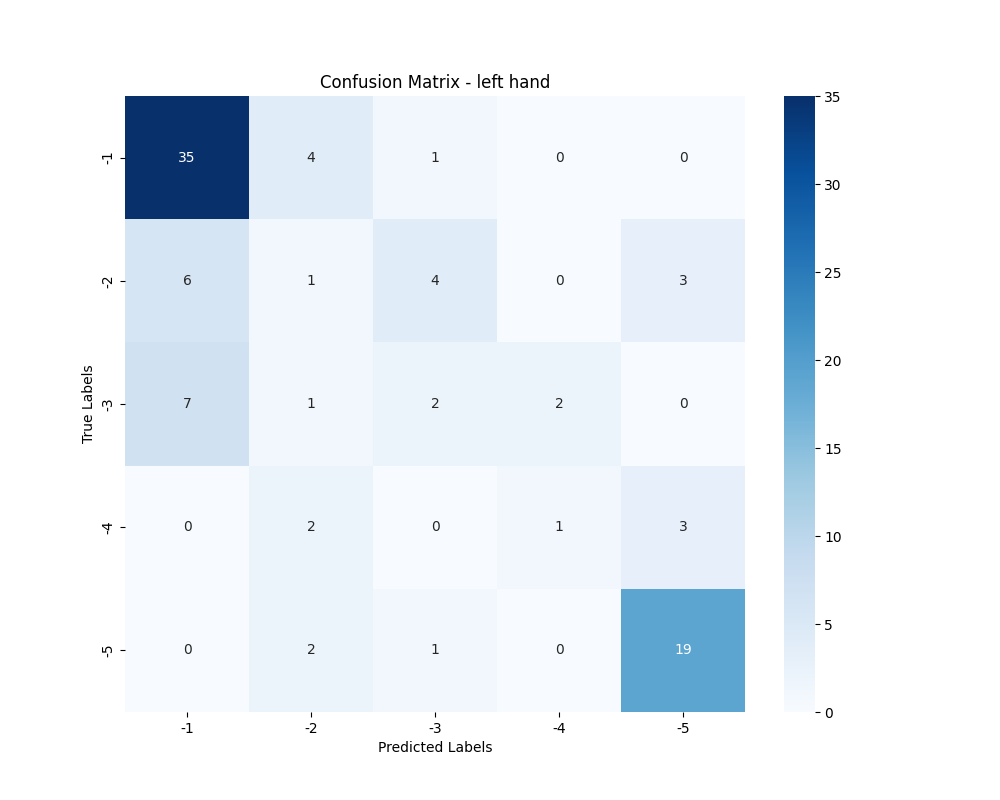 Confusion Matrix - left hand
35
-1 35 4 1 0 0
30
25
-2 6 1 4 0 3
20
True Labels
-3 7 1 2 2 0
15
10
-4 0 2 0 1 3
5
-5 0 2 1 0 19
0
-1 -2 -3 -4 -5
Predicted Labels